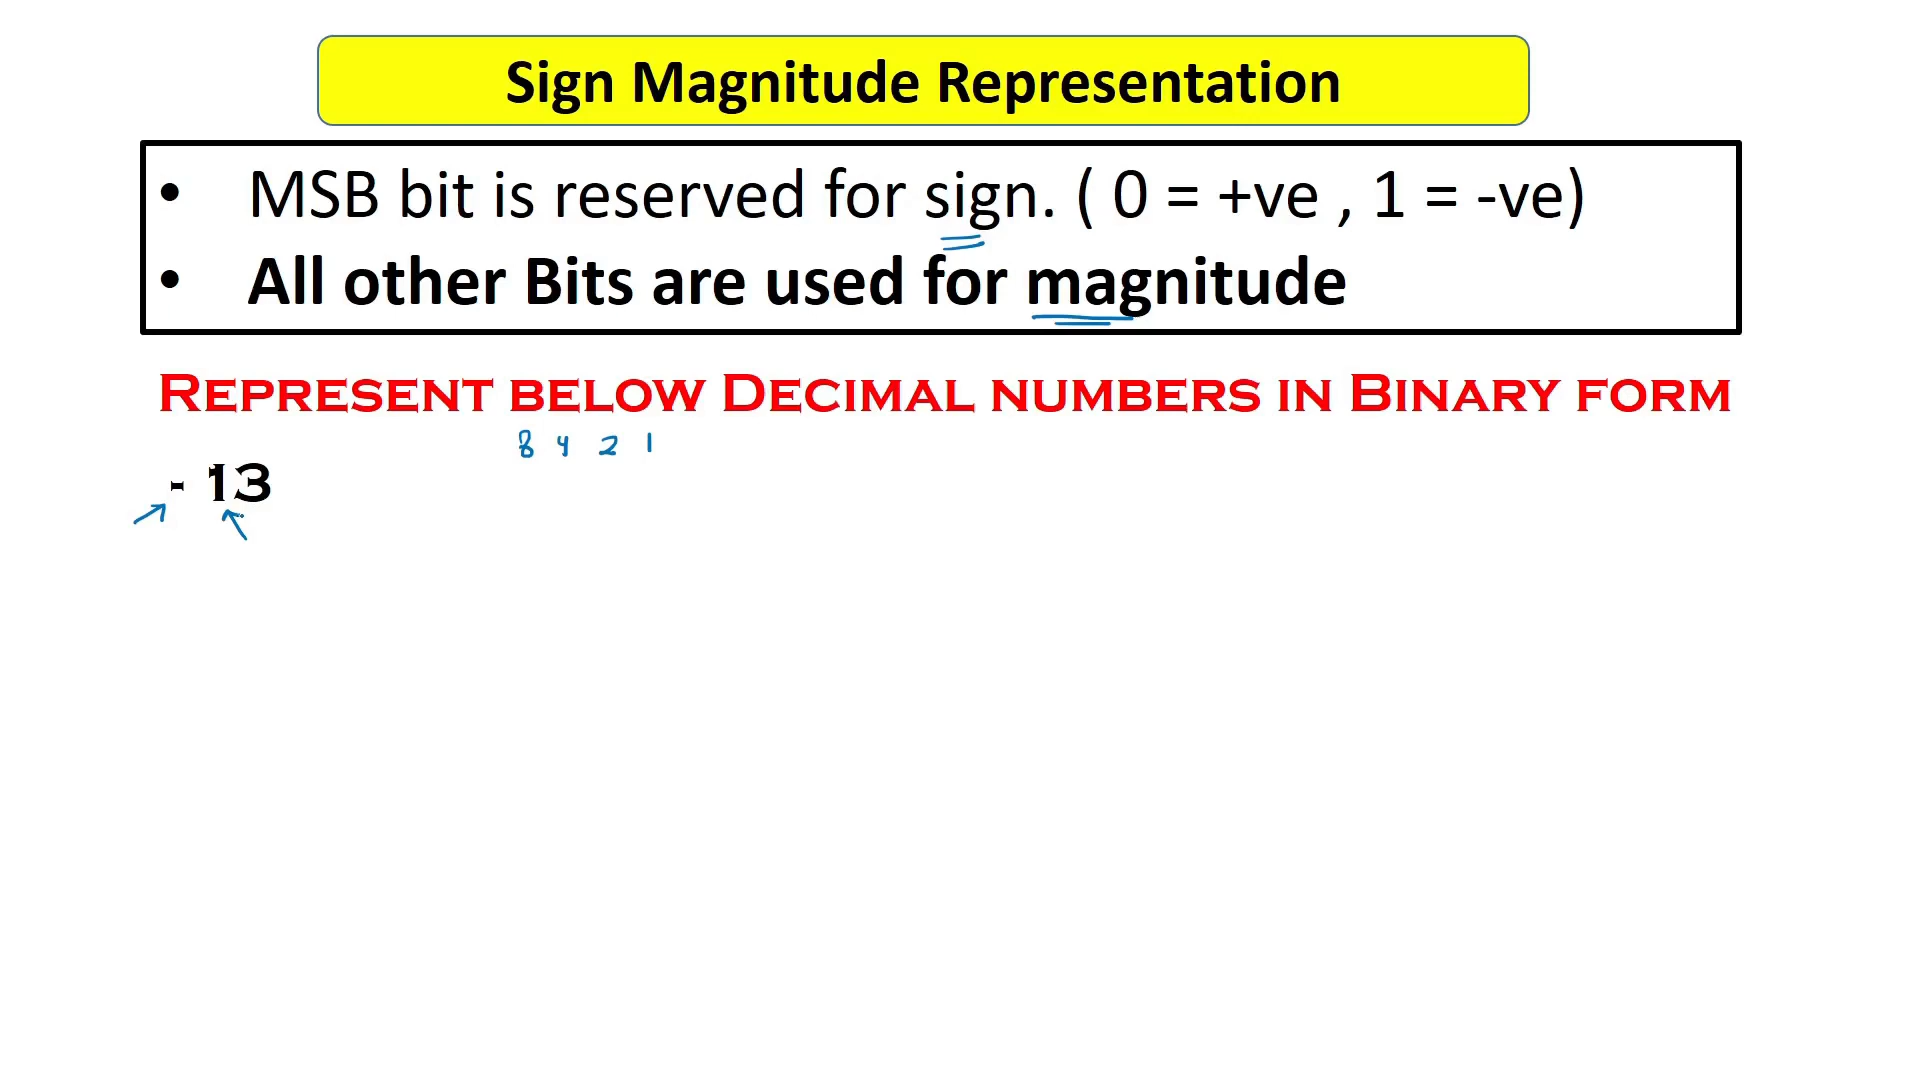 Sign Magnitude Representation
• MSB bit is reserved for sign. ( 0 = +ve , 1 = -ve)
• All other Bits are used for magnitude
Represent below Decimal numbers in Binary form
8 4 2 1
- 13